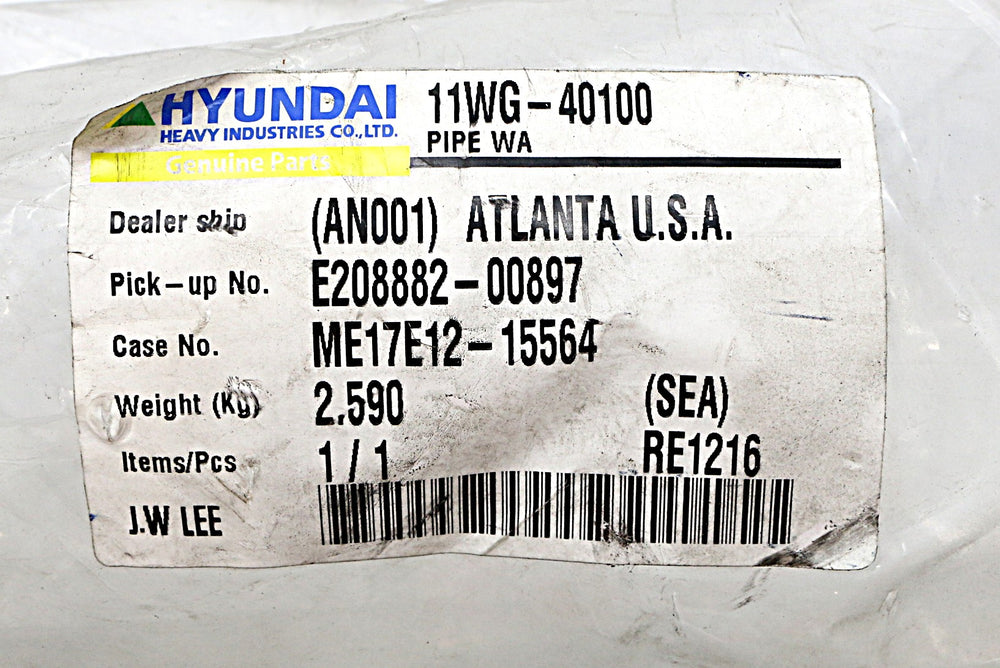 HYUNDAI
HEAVY INDUSTRIES CO.,LTD.
Genuine Parts
11WG-40100
PIPE WA
Dealer ship (AN001) ATLANTA U.S.A.
Pick-up No. E208882-00897
Case No. ME17E12-15564
Weight (Kg) 2.590 (SEA)
Items/Pcs 1 / 1 RE1216
J.W LEE